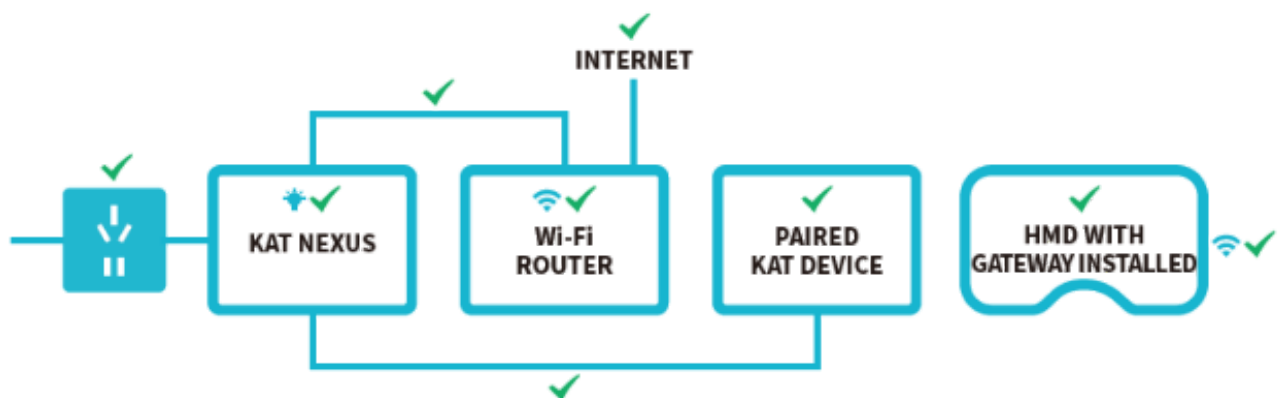 INTERNET
KAT NEXUS
Wi-Fi
ROUTER
PAIRED
KAT DEVICE
HMD WITH
GATEWAY INSTALLED